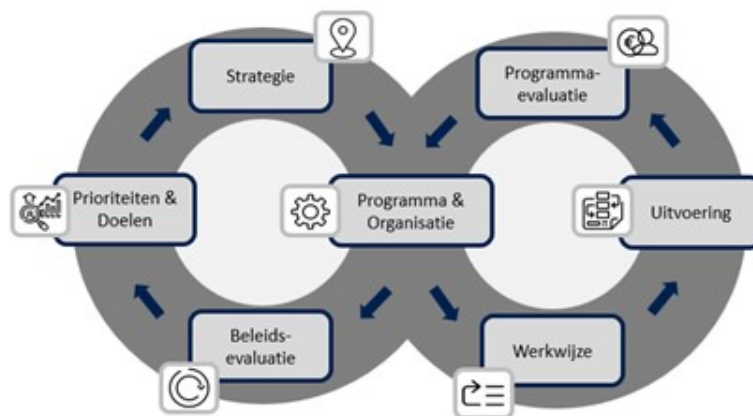 Strategie
Programma-
evaluatie
Prioriteiten &
Doelen
Programma &
Organisatie
Uitvoering
Beleids-
evaluatie
Werkwijze